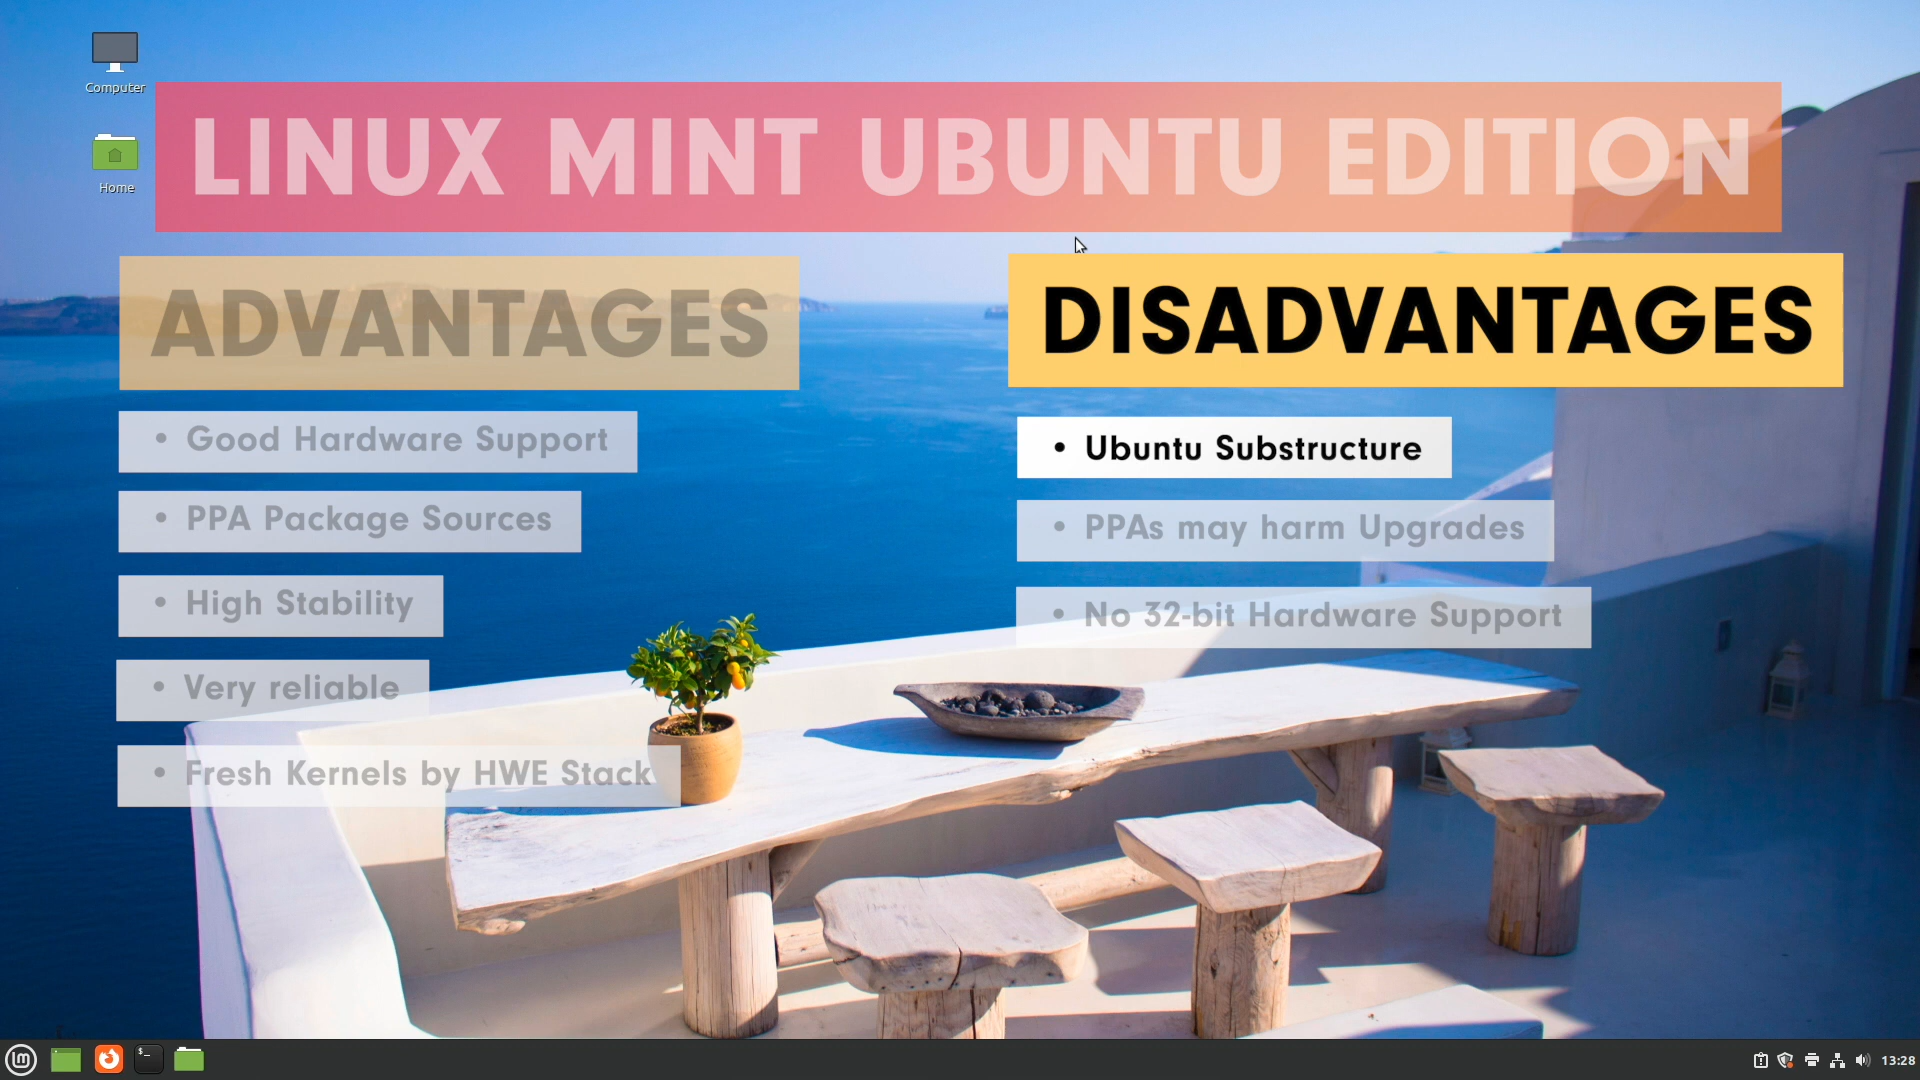 Computer
Home
LINUX MINT UBUNTU EDITION
ADVANTAGES
• Good Hardware Support
• PPA Package Sources
• High Stability
• Very reliable
• Fresh Kernels by HWE Stack
DISADVANTAGES
• Ubuntu Substructure
• PPAs may harm Upgrades
• No 32-bit Hardware Support
lm
$_
13:28